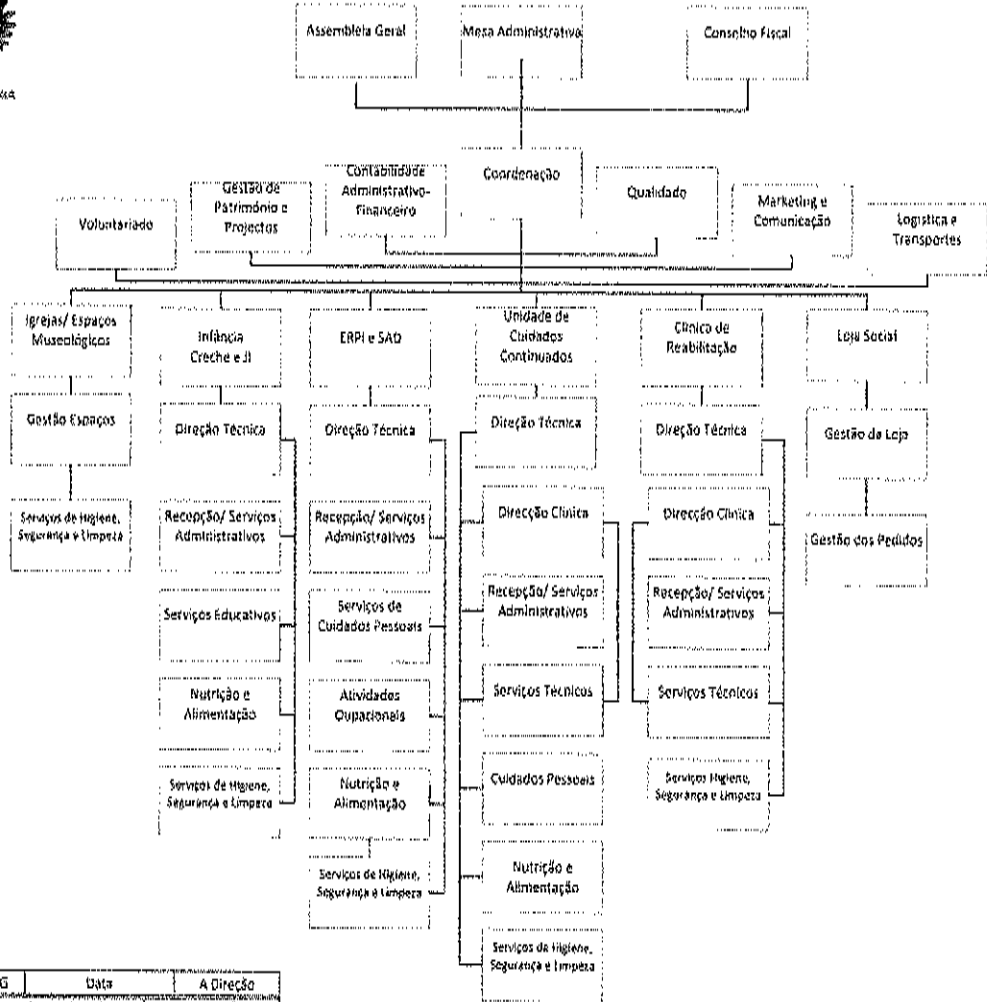 Assembleia Geral
Mesa Administrativa
Conselho Fiscal
Coordenação
Contabilidade
Administrativo-
Financeiro
Qualidade
Gestão de
Património e
Projectos
Marketing e
Comunicação
Voluntariado
Logística e
Transportes
Igrejas/ Espaços
Museológicos
Infância
Creche e JI
ERPI e SAD
Unidade de
Cuidados
Continuados
Clínica de
Reabilitação
Loja Social
Gestão Espaços
Direção Técnica
Direção Técnica
Direção Técnica
Direção Técnica
Gestão da Loja
Serviços de Higiene,
Segurança e Limpeza
Recepção/ Serviços
Administrativos
Recepção/ Serviços
Administrativos
Direcção Clínica
Direcção Clínica
Gestão dos Pedidos
Serviços Educativos
Serviços de
Cuidados Pessoais
Recepção/ Serviços
Administrativos
Recepção/ Serviços
Administrativos
Nutrição e
Alimentação
Atividades
Oupacionais
Serviços Técnicos
Serviços Técnicos
Serviços de Higiene,
Segurança e Limpeza
Nutrição e
Alimentação
Cuidados Pessoais
Serviços Higiene,
Segurança e Limpeza
Serviços de Higiene,
Segurança e Limpeza
Nutrição e
Alimentação
Serviços de Higiene,
Segurança e Limpeza
G Data A Direção